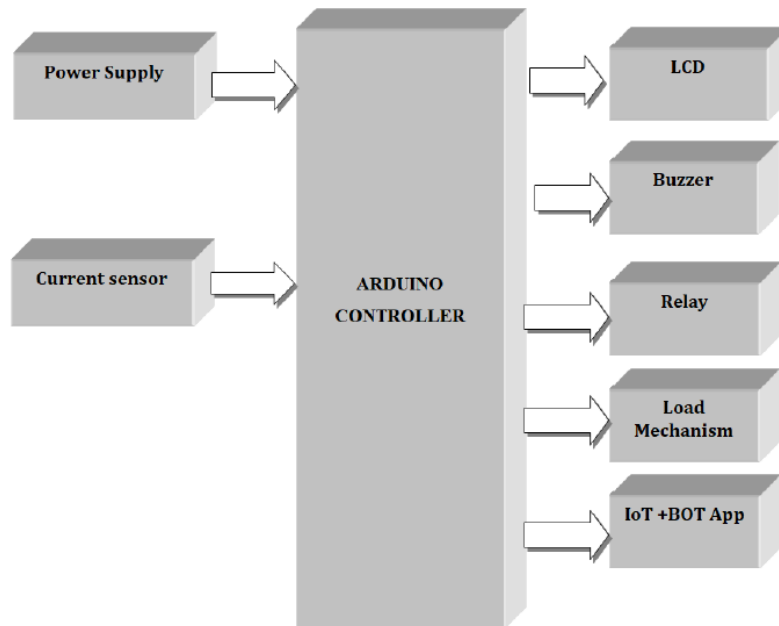 Power Supply
Current sensor
ARDUINO
CONTROLLER
LCD
Buzzer
Relay
Load
Mechanism
IoT +BOT App